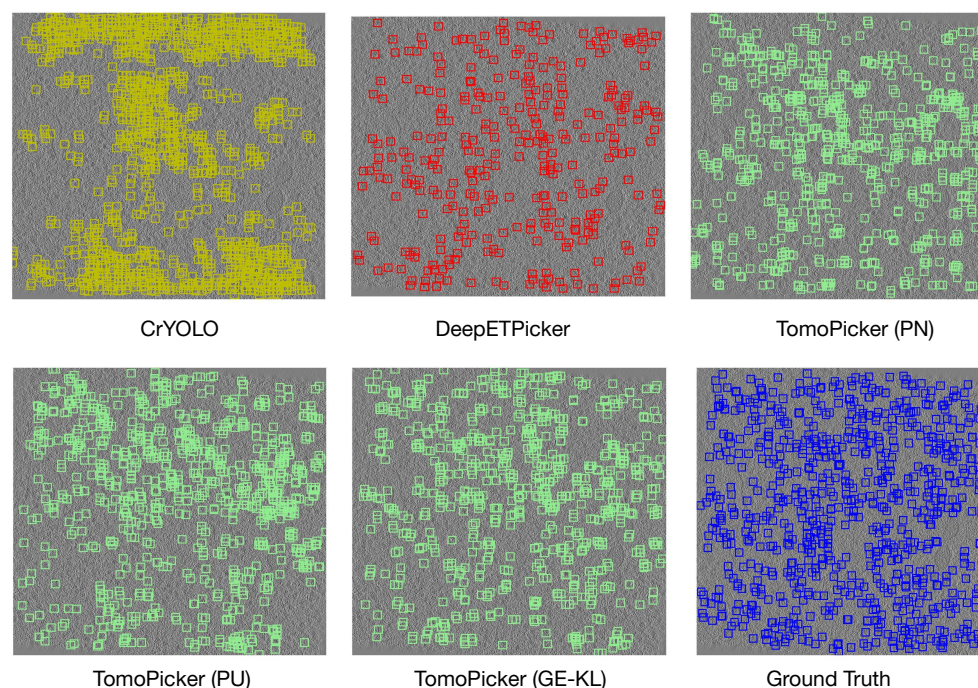 CrYOLO
DeepETPicker
TomoPicker (PN)
TomoPicker (PU)
TomoPicker (GE-KL)
Ground Truth